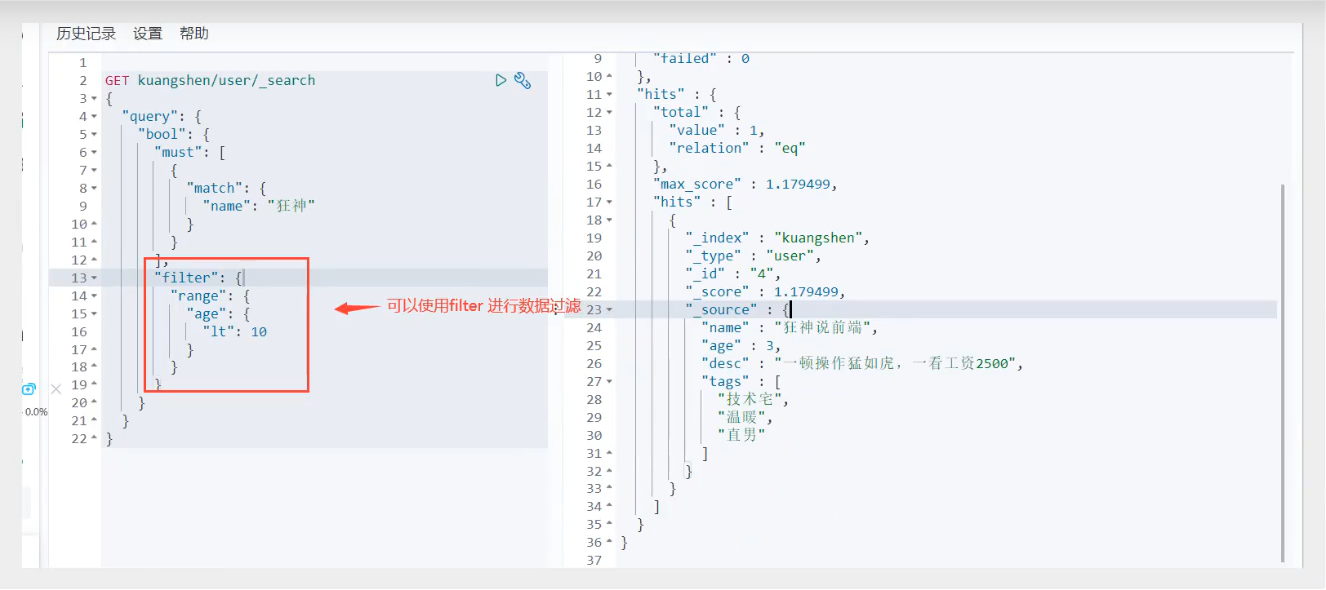 历史记录 设置 帮助
1
2 GET kuangshen/user/_search
3 {
4 "query": {
5 "bool": {
6 "must": [
7 {
8 "match": {
9 "name": "狂神"
10 }
11 }
12 ],
13 "filter": {
14 "range": {
15 "age": {
16 "lt": 10
17 }
18 }
19 }
20 }
21 }
22 }
0.0%
可以使用filter 进行数据过滤
9 "failed" : 0
10 },
11 "hits" : {
12 "total" : {
13 "value" : 1,
14 "relation" : "eq"
15 },
16 "max_score" : 1.179499,
17 "hits" : [
18 {
19 "_index" : "kuangshen",
20 "_type" : "user",
21 "_id" : "4",
22 "_score" : 1.179499,
23 "_source" : {
24 "name" : "狂神说前端",
25 "age" : 3,
26 "desc" : "一顿操作猛如虎，一看工资2500",
27 "tags" : [
28 "技术宅",
29 "温暖",
30 "直男"
31 ]
32 }
33 }
34 ]
35 }
36 }
37